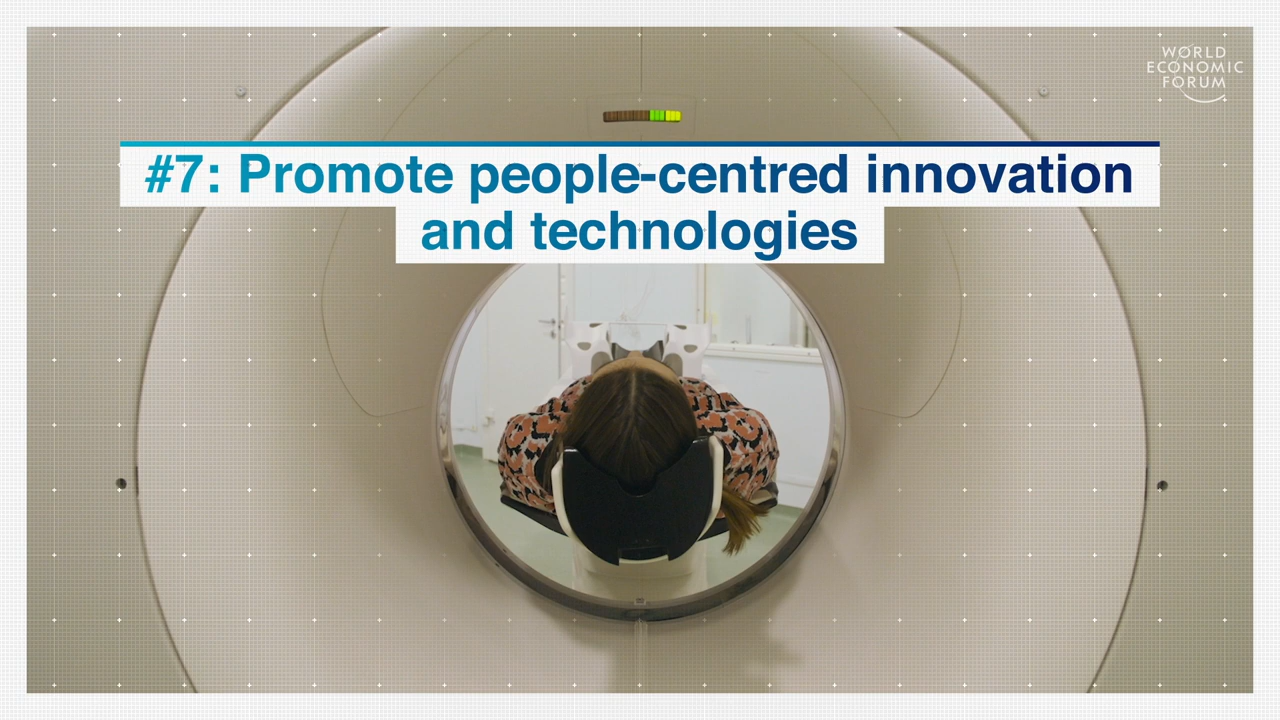 WORLD
ECONOMIC
FORUM
#7: Promote people-centred innovation
and technologies